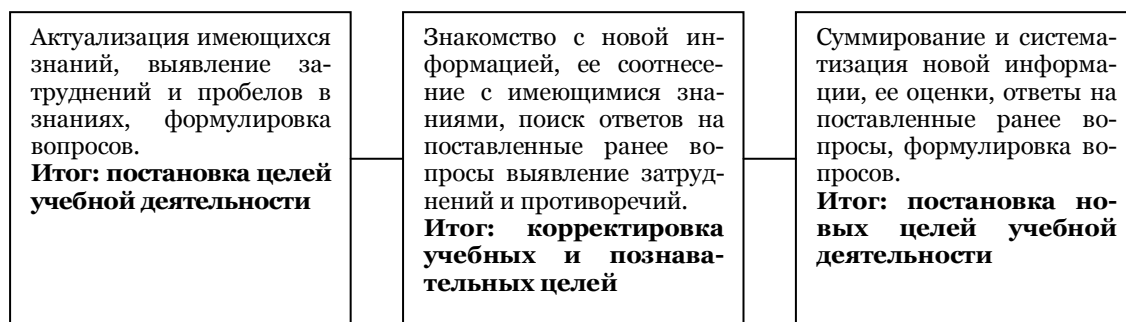 Актуализация имеющихся
знаний, выявление за-
труднений и пробелов в
знаниях, формулировка
вопросов.
Итог: постановка целей
учебной деятельности
Знакомство с новой ин-
формацией, ее соотнесе-
ние с имеющимися зна-
ниями, поиск ответов на
поставленные ранее во-
просы выявление затруд-
нений и противоречий.
Итог: корректировка
учебных и познава-
тельных целей
Суммирование и система-
тизация новой информа-
ции, ее оценки, ответы на
поставленные ранее во-
просы, формулировка во-
просов.
Итог: постановка но-
вых целей учебной
деятельности